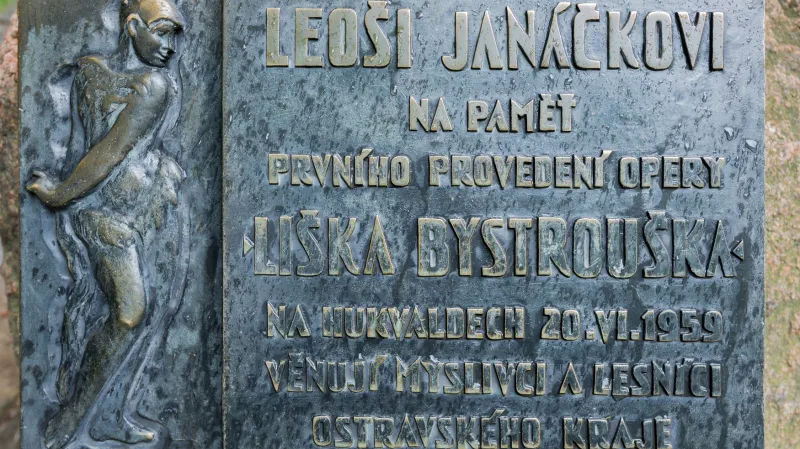 LEOŠI JANÁČKOVI
NA PAMĚŤ
PRVNÍHO PROVEDENÍ OPERY
›LIŠKA BYSTROUŠKA‹
NA HUKVALDECH 20.VI.1959
VĚNUJÍ MYSLIVCI A LESNÍCI
OSTRAVSKÉHO KRAJE